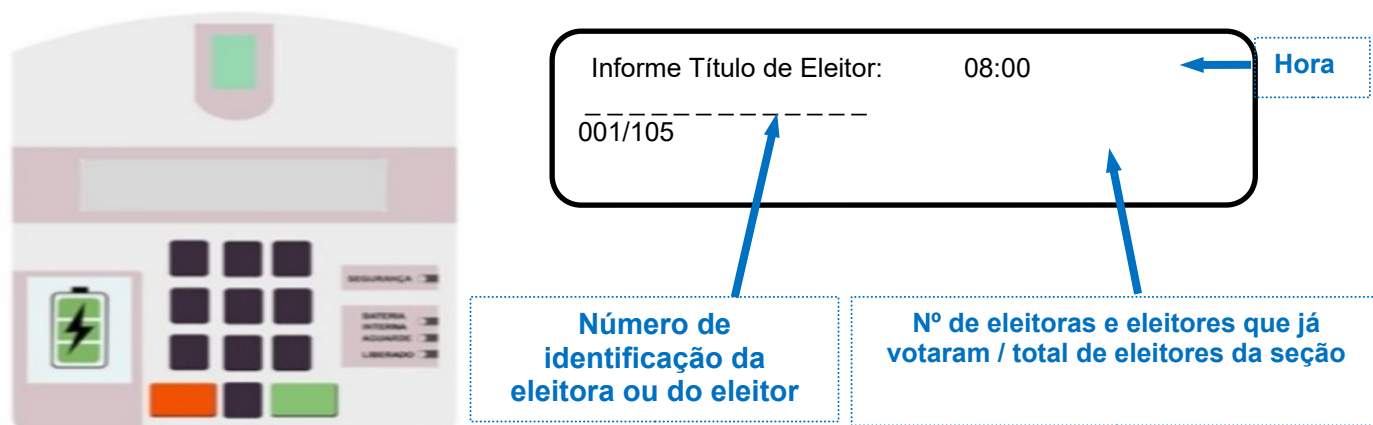 Informe Título de Eleitor: 08:00
_ _ _ _ _ _ _ _ _ _ _ _ _
001/105
Hora
SEGURANÇA
BATERIA
INTERNA
AGUARDE
LIBERADO
Número de
identificação da
eleitora ou do eleitor
Nº de eleitoras e eleitores que já
votaram / total de eleitores da seção